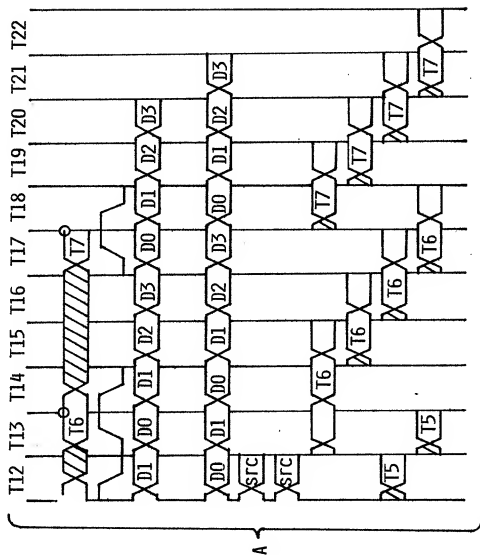 T12 T13 T14 T15 T16 T17 T18 T19 T20 T21 T22
T6 T7
D1 D0 D1 D2 D3 D0 D1 D2 D3
D0 D1 D0 D1 D2 D3 D0 D1 D2 D3
SrC
SrC
T6 T7
T6 T7
T5 T6 T7
T5 T6 T7
A